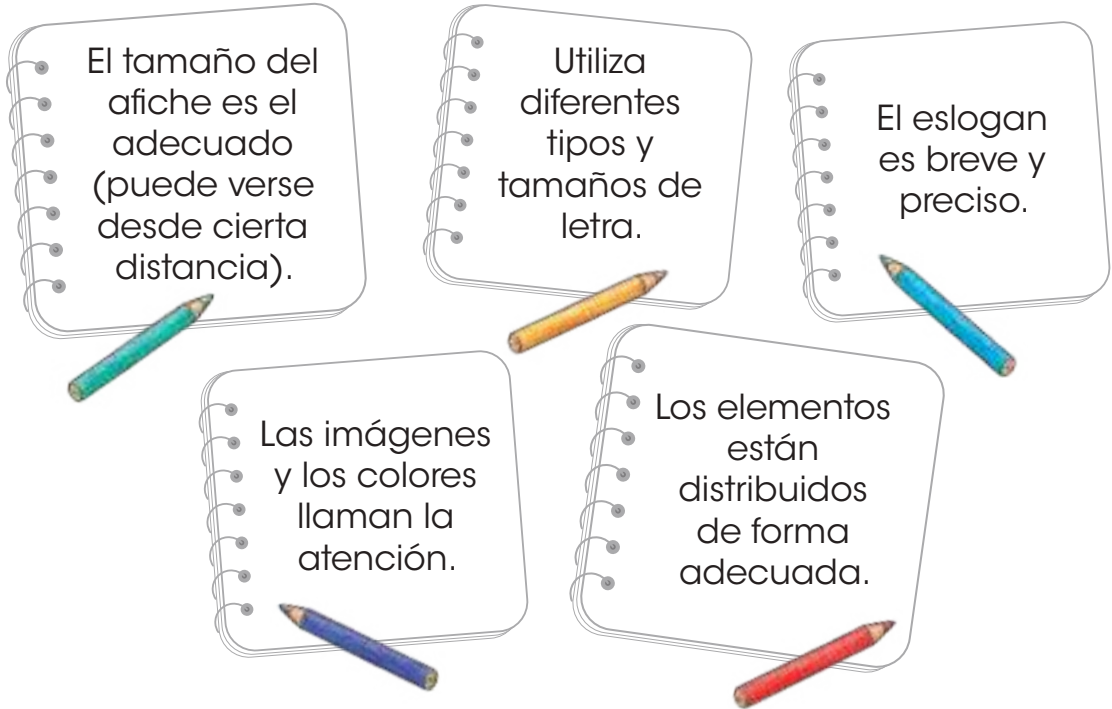 El tamaño del
afiche es el
adecuado
(puede verse
desde cierta
distancia).
Utiliza
diferentes
tipos y
tamaños de
letra.
El eslogan
es breve y
preciso.
Las imágenes
y los colores
llaman la
atención.
Los elementos
están
distribuidos
de forma
adecuada.